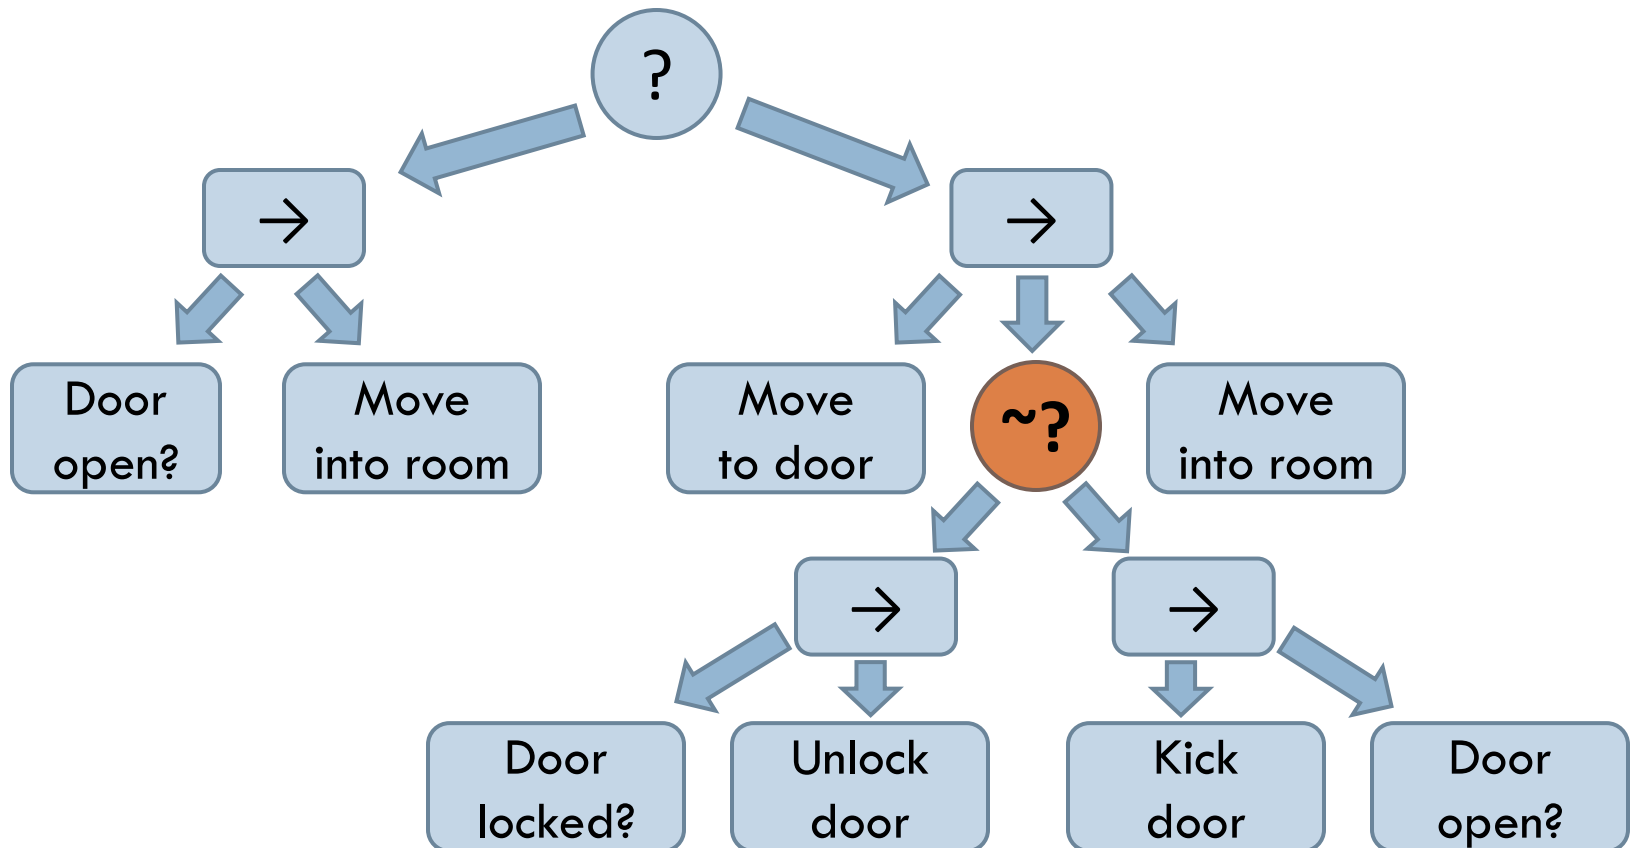 ?
→
→
Door
open?
Move
into room
Move
to door
~?
Move
into room
→
→
Door
locked?
Unlock
door
Kick
door
Door
open?